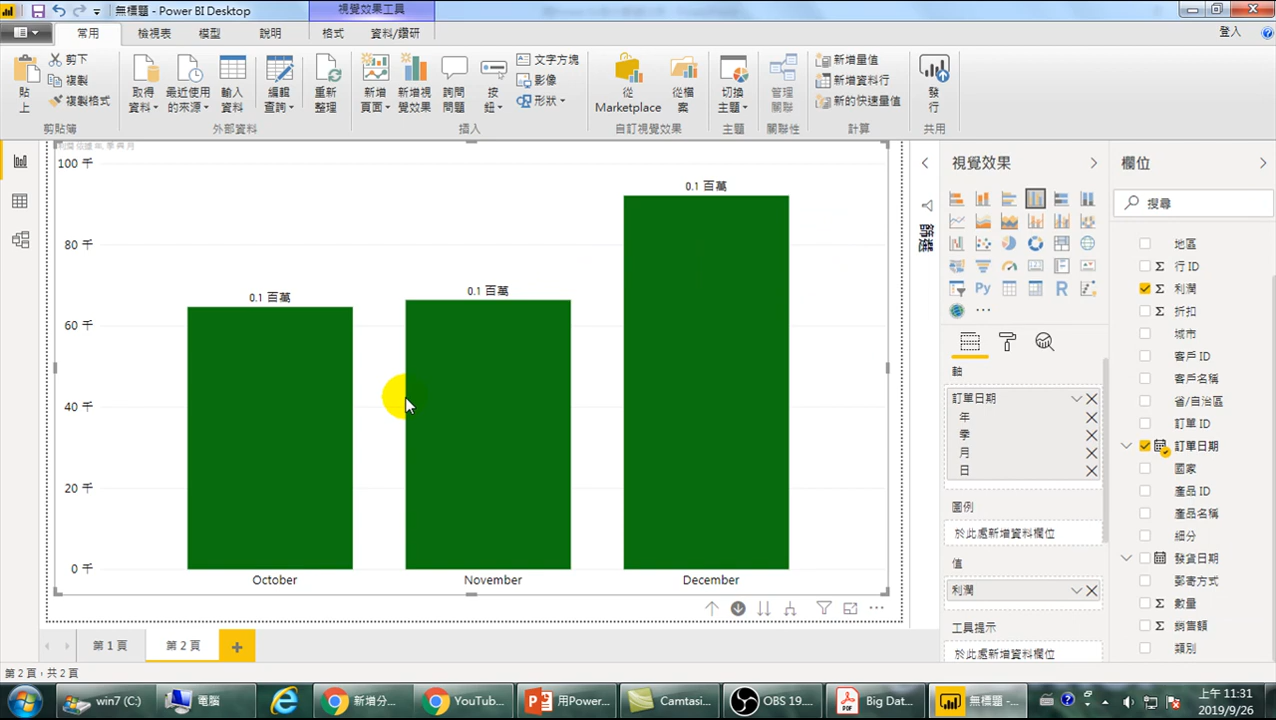 無標題 - Power BI Desktop
視覺效果工具
常用
檢視表
模型
說明
格式
資料/鑽研
登入
貼上
剪下
複製
複製格式
剪貼簿
取得資料
最近使用的來源
輸入資料
編輯查詢
重新整理
外部資料
新增頁面
新增視覺效果
詢問問題
按鈕
文字方塊
影像
形狀
插入
從 Marketplace
從檔案
自訂視覺效果
切換主題
主題
管理關聯
關聯性
新增量值
新增資料行
新的快速量值
計算
發行
共用
100 千
80 千
60 千
40 千
20 千
0 千
0.1 百萬
0.1 百萬
0.1 百萬
October
November
December
篩選
視覺效果
Py
R
軸
訂單日期
年
季
月
日
圖例
於此處新增資料欄位
值
利潤
工具提示
於此處新增資料欄位
欄位
搜尋
地區
行 ID
利潤
折扣
城市
客戶 ID
客戶名稱
省/自治區
訂單 ID
訂單日期
國家
產品 ID
產品名稱
細分
發貨日期
郵寄方式
數量
銷售額
類別
第 1 頁
第 2 頁
第 2 頁，共 2 頁
win7 (C:)
電腦
新增分...
YouTub...
用Power...
Camtasi...
OBS 19....
Big Dat...
無標題 -...
上午 11:31
2019/9/26